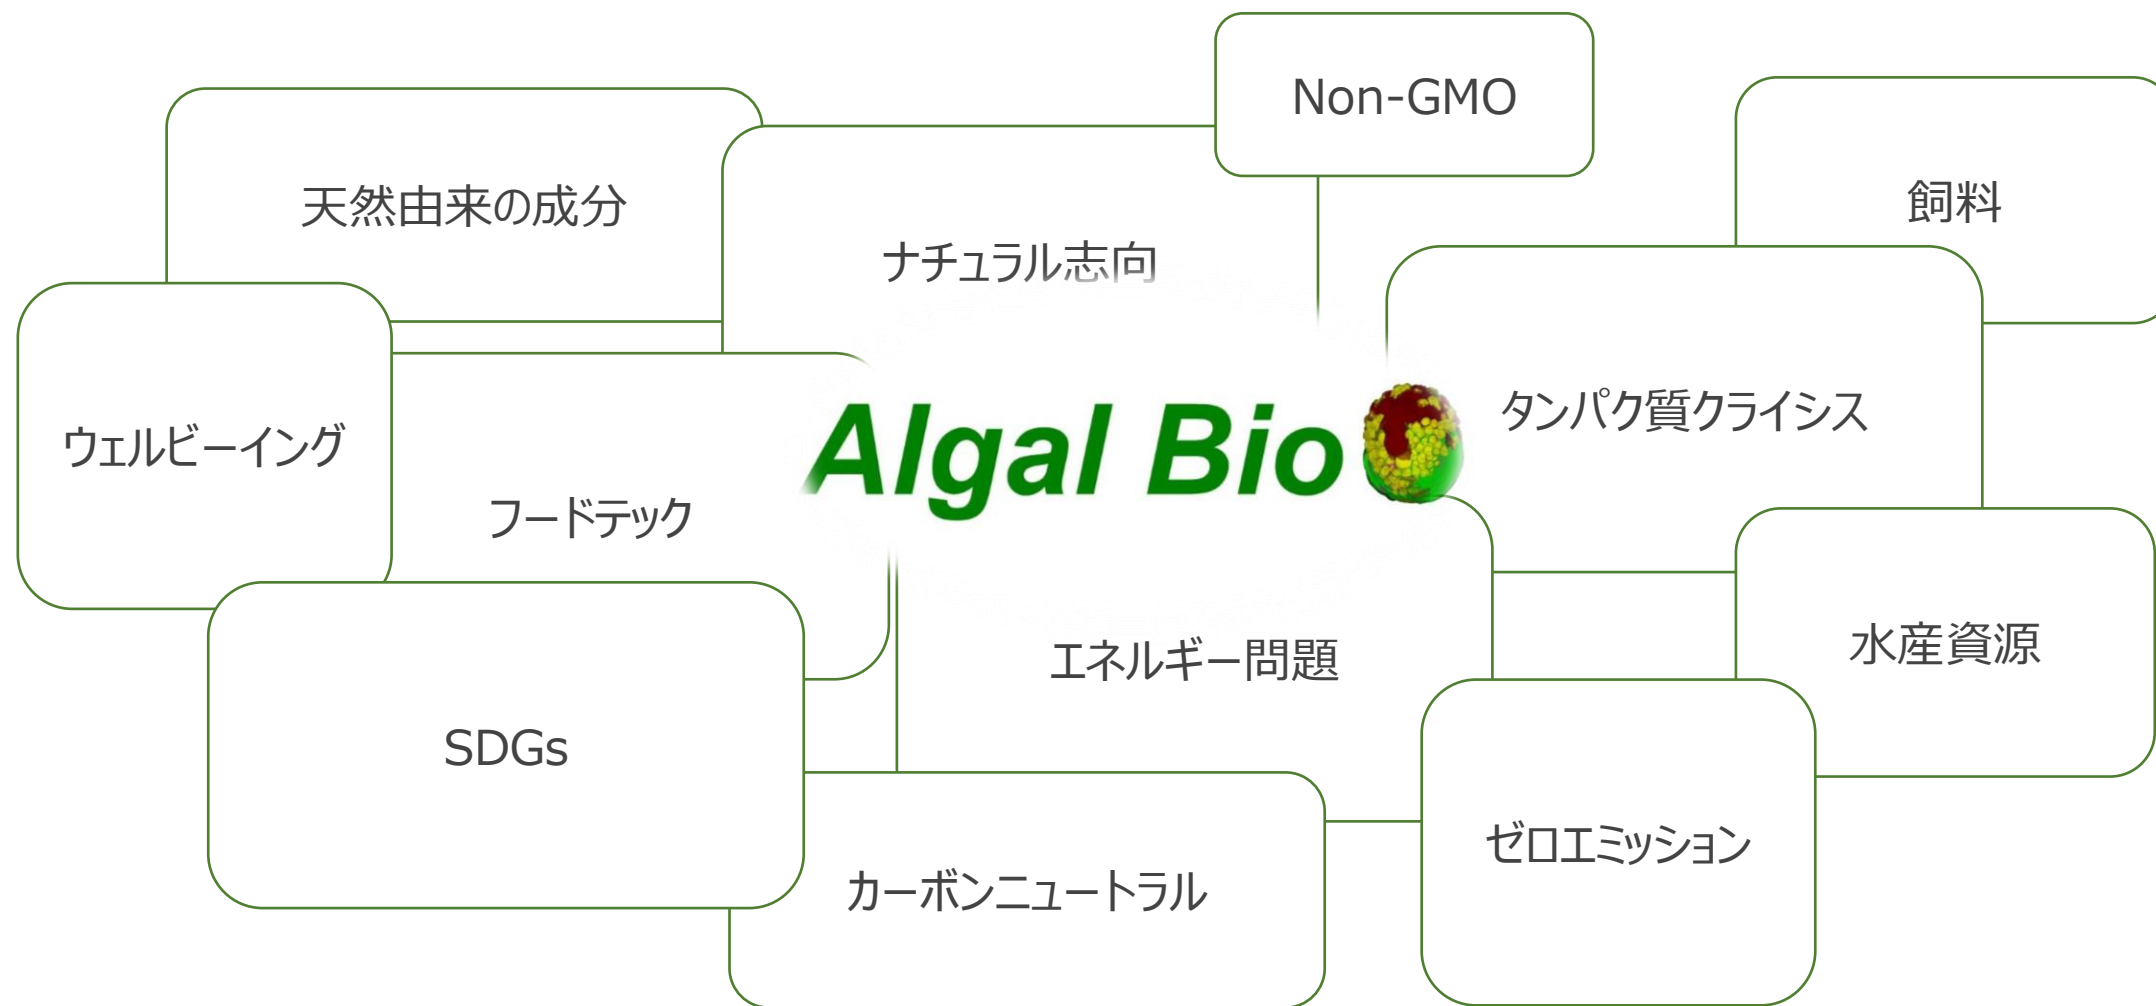 Non-GMO
天然由来の成分
飼料
ナチュラル志向
タンパク質クライシス
ウェルビーイング
Algal Bio
フードテック
水産資源
エネルギー問題
SDGs
ゼロエミッション
カーボンニュートラル